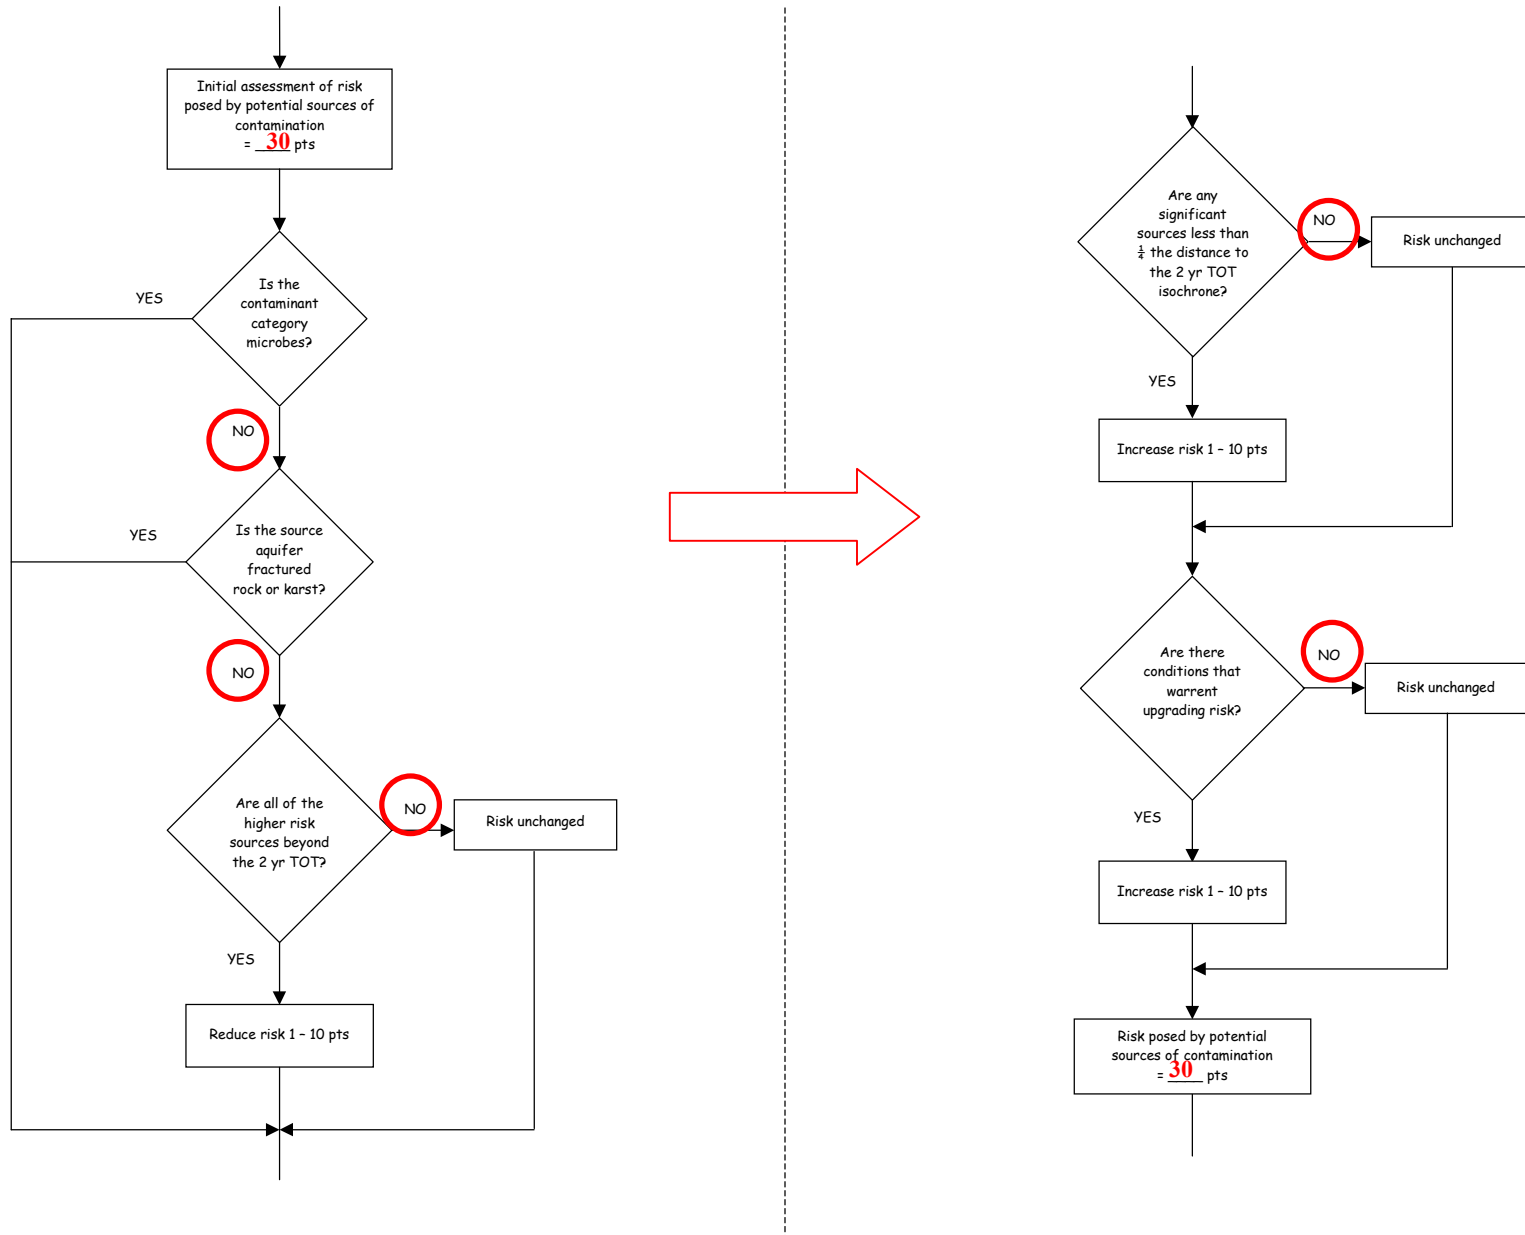 Initial assessment of risk
posed by potential sources of
contamination
= 30 pts
Is the
contaminant
category
microbes?
YES
NO
Is the source
aquifer
fractured
rock or karst?
YES
NO
Are all of the
higher risk
sources beyond
the 2 yr TOT?
NO
Risk unchanged
YES
Reduce risk 1 – 10 pts
Are any
significant
sources less than
¼ the distance to
the 2 yr TOT
isochrone?
NO
Risk unchanged
YES
Increase risk 1 – 10 pts
Are there
conditions that
warrent
upgrading risk?
NO
Risk unchanged
YES
Increase risk 1 – 10 pts
Risk posed by potential
sources of contamination
= 30 pts